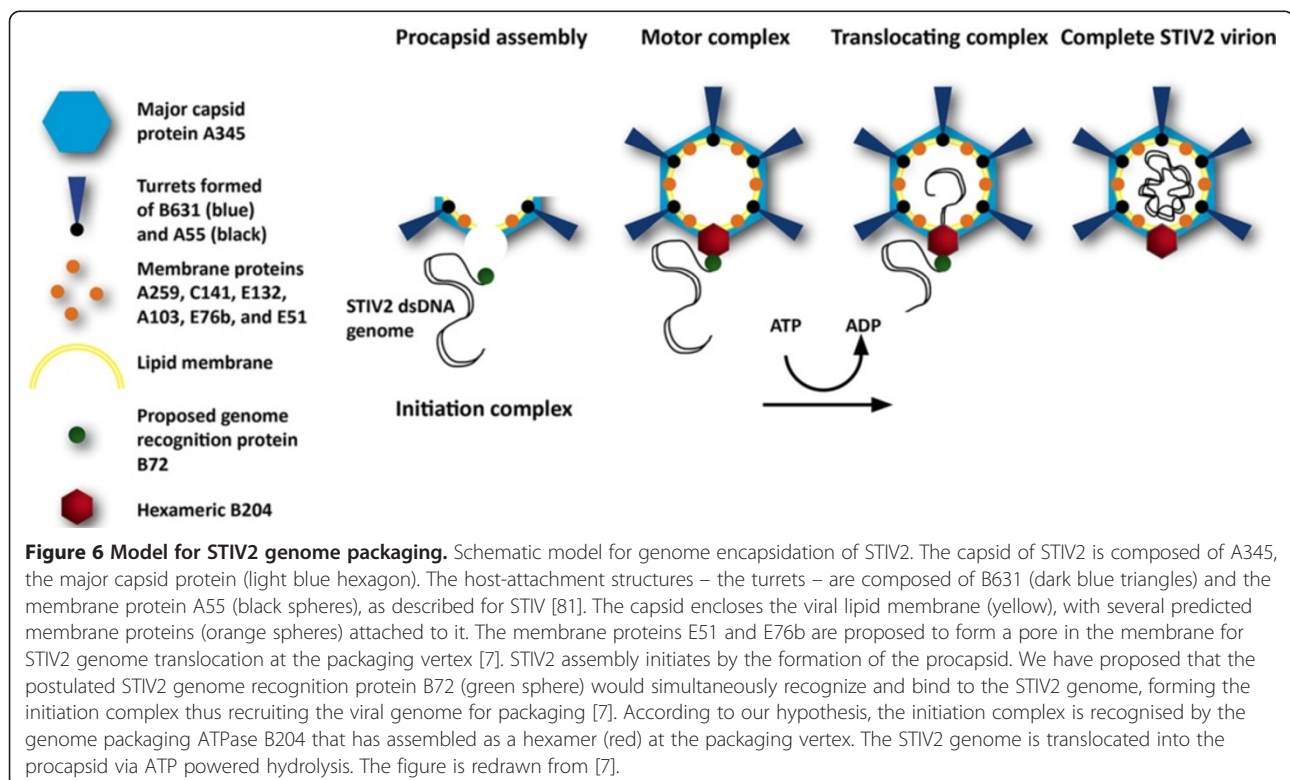 Procapsid assembly
Motor complex
Translocating complex
Complete STIV2 virion
Major capsid
protein A345
Turrets formed
of B631 (blue)
and A55 (black)
Membrane proteins
A259, C141, E132,
A103, E76b, and E51
Lipid membrane
Proposed genome
recognition protein
B72
Hexameric B204
STIV2 dsDNA
genome
Initiation complex
ATP
ADP
Figure 6 Model for STIV2 genome packaging. Schematic model for genome encapsidation of STIV2. The capsid of STIV2 is composed of A345,
the major capsid protein (light blue hexagon). The host-attachment structures – the turrets – are composed of B631 (dark blue triangles) and the
membrane protein A55 (black spheres), as described for STIV [81]. The capsid encloses the viral lipid membrane (yellow), with several predicted
membrane proteins (orange spheres) attached to it. The membrane proteins E51 and E76b are proposed to form a pore in the membrane for
STIV2 genome translocation at the packaging vertex [7]. STIV2 assembly initiates by the formation of the procapsid. We have proposed that the
postulated STIV2 genome recognition protein B72 (green sphere) would simultaneously recognize and bind to the STIV2 genome, forming the
initiation complex thus recruiting the viral genome for packaging [7]. According to our hypothesis, the initiation complex is recognised by the
genome packaging ATPase B204 that has assembled as a hexamer (red) at the packaging vertex. The STIV2 genome is translocated into the
procapsid via ATP powered hydrolysis. The figure is redrawn from [7].